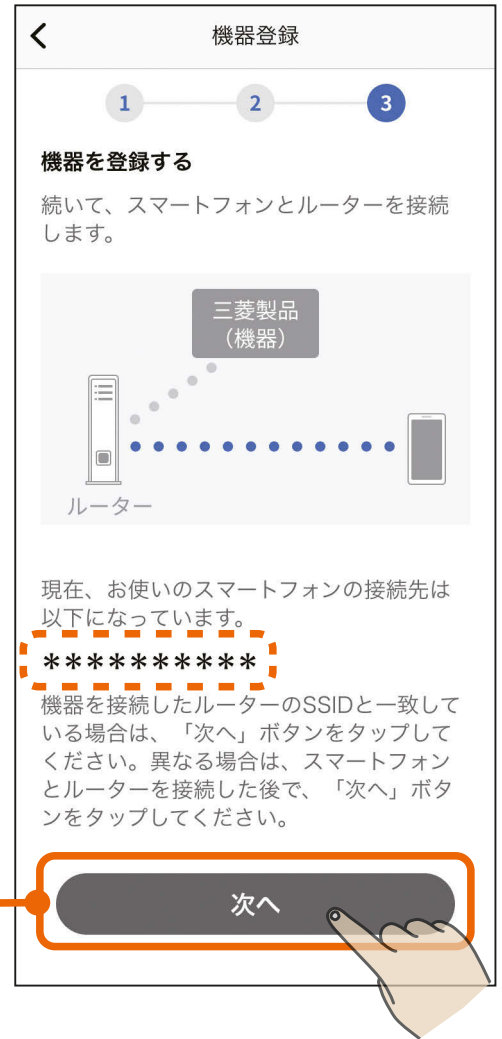 機器登録
1 2 3
機器を登録する
続いて、スマートフォンとルーターを接続
します。
三菱製品
（機器）
ルーター
現在、お使いのスマートフォンの接続先は
以下になっています。
**********
機器を接続したルーターのSSIDと一致して
いる場合は、「次へ」ボタンをタップして
ください。異なる場合は、スマートフォン
とルーターを接続した後で、「次へ」ボタ
ンをタップしてください。
次へ